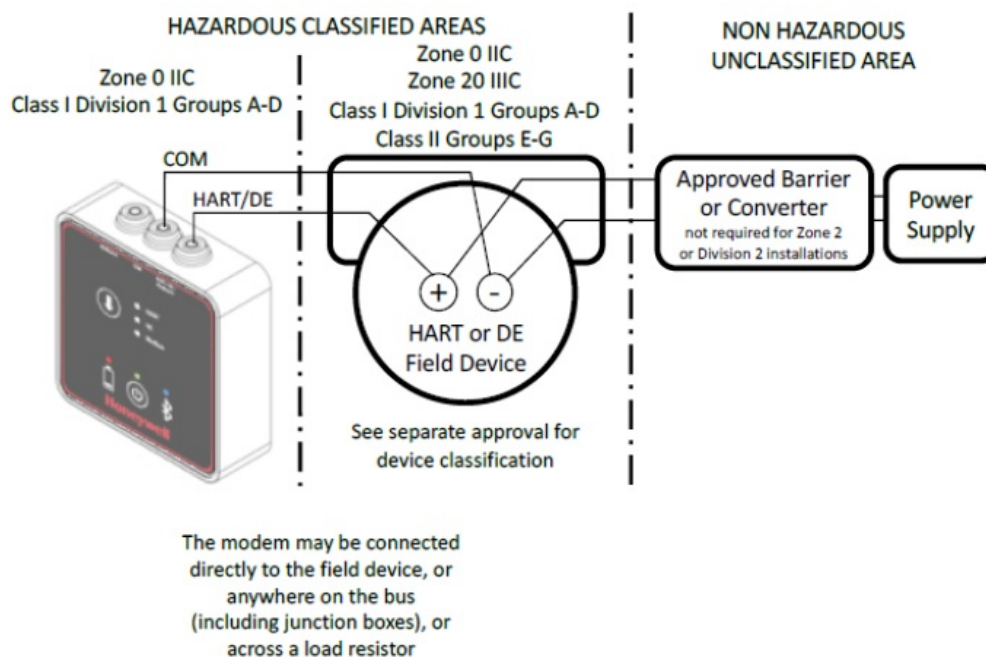 HAZARDOUS CLASSIFIED AREAS
NON HAZARDOUS
UNCLASSIFIED AREA
Zone 0 IIC
Class I Division 1 Groups A-D
Zone 0 IIC
Zone 20 IIIC
Class I Division 1 Groups A-D
Class II Groups E-G
COM
HART/DE
Approved Barrier
or Converter
not required for Zone 2
or Division 2 installations
Power
Supply
+
-
HART or DE
Field Device
Honeywell
See separate approval for
device classification
The modem may be connected
directly to the field device, or
anywhere on the bus
(including junction boxes), or
across a load resistor